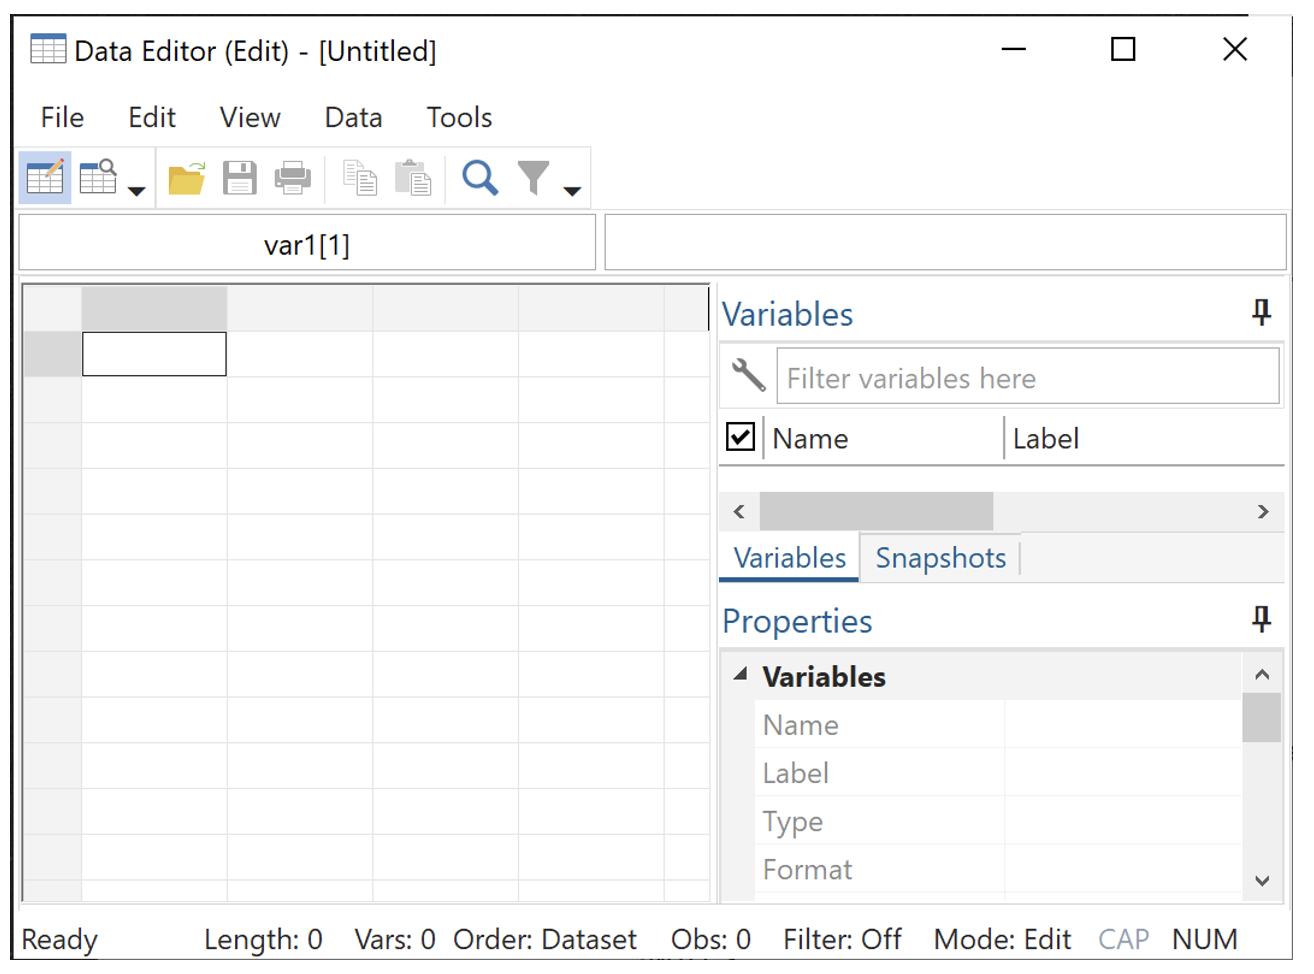 Data Editor (Edit) - [Untitled]
File Edit View Data Tools
var1[1]
Variables
Filter variables here
Name Label
Variables Snapshots
Properties
Variables
Name
Label
Type
Format
Ready Length: 0 Vars: 0 Order: Dataset Obs: 0 Filter: Off Mode: Edit CAP NUM